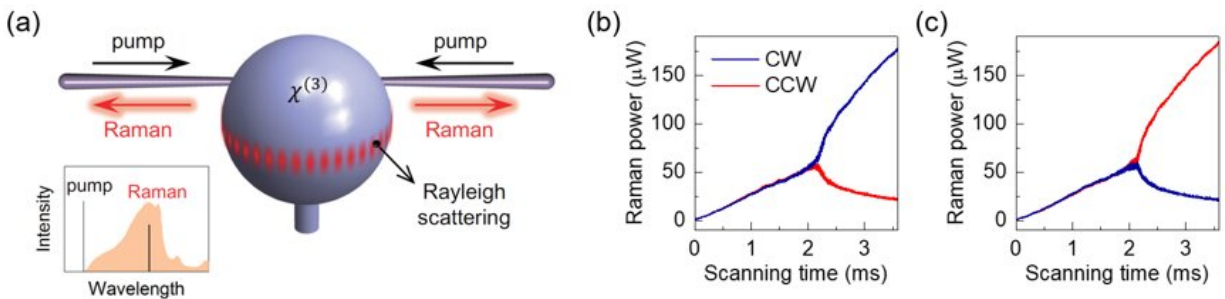 (a)
pump
pump
χ(3)
Raman
Raman
Rayleigh
scattering
pump
Raman
Intensity
Wavelength
(b)
Raman power (μW)
150
100
50
0
CW
CCW
0 1 2 3
Scanning time (ms)
(c)
Raman power (μW)
150
100
50
0
0 1 2 3
Scanning time (ms)